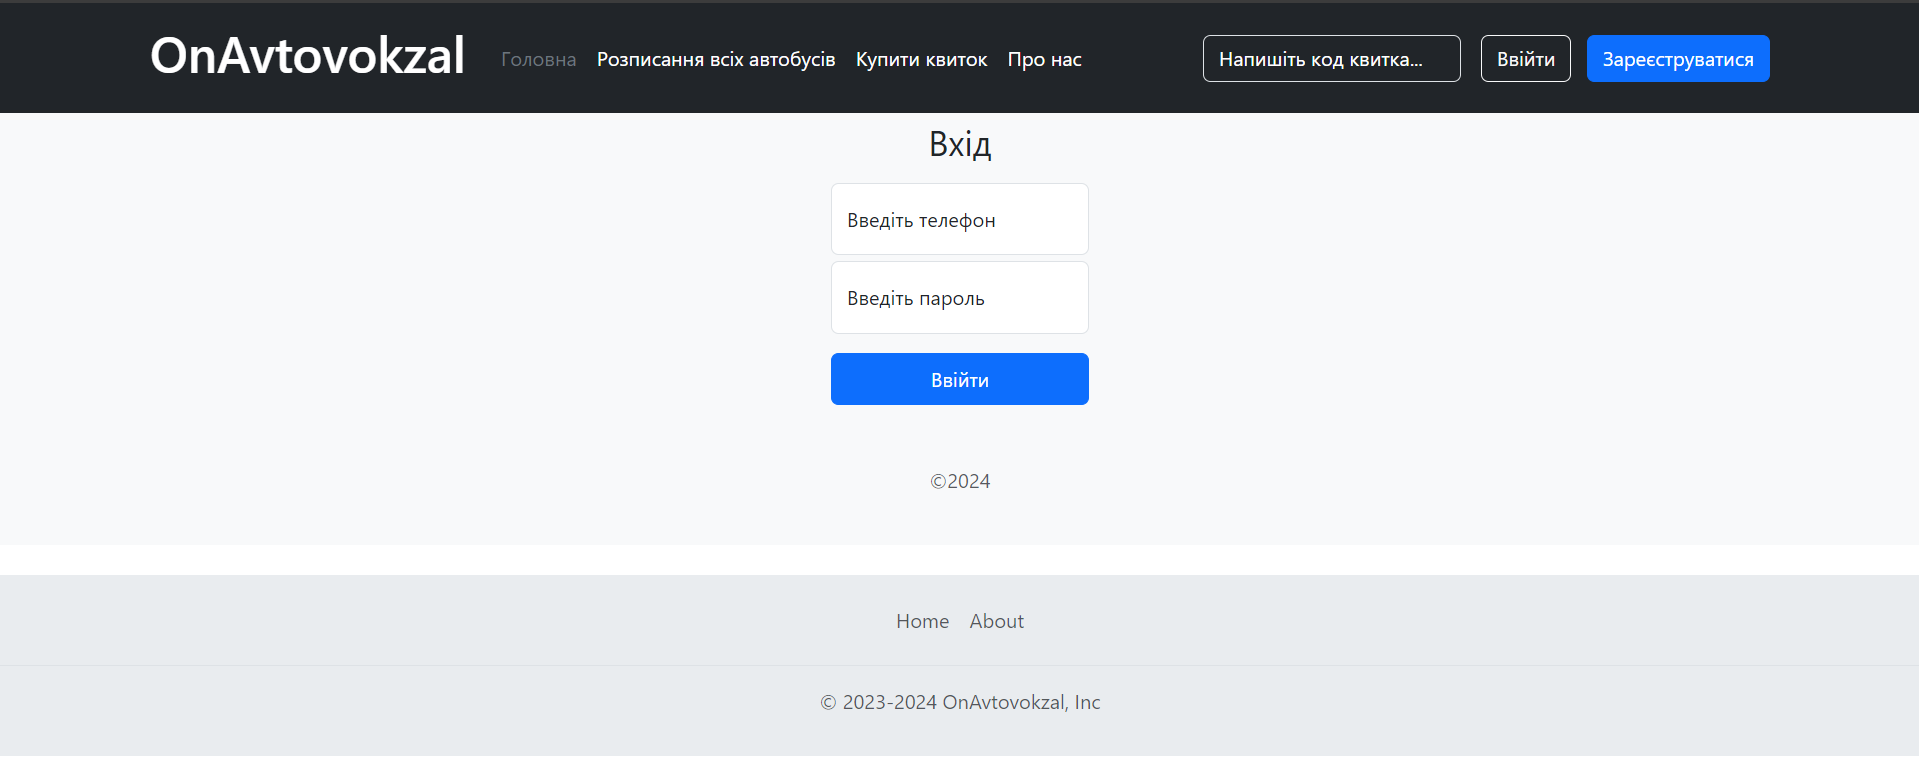 OnAvtovokzal Головна Розписання всіх автобусів Купити квиток Про нас Напишіть код квитка... Ввійти Зареєструватися
Вхід
Введіть телефон
Введіть пароль
Ввійти
©2024
Home About
© 2023-2024 OnAvtovokzal, Inc